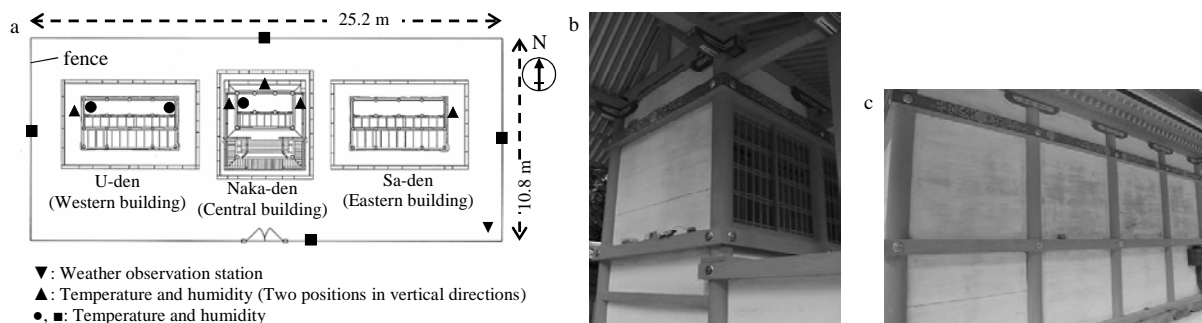 a
25.2 m
b
N
fence
c
10.8 m
U-den
(Western building)
Naka-den
(Central building)
Sa-den
(Eastern building)
▼: Weather observation station
▲: Temperature and humidity (Two positions in vertical directions)
●, ■: Temperature and humidity